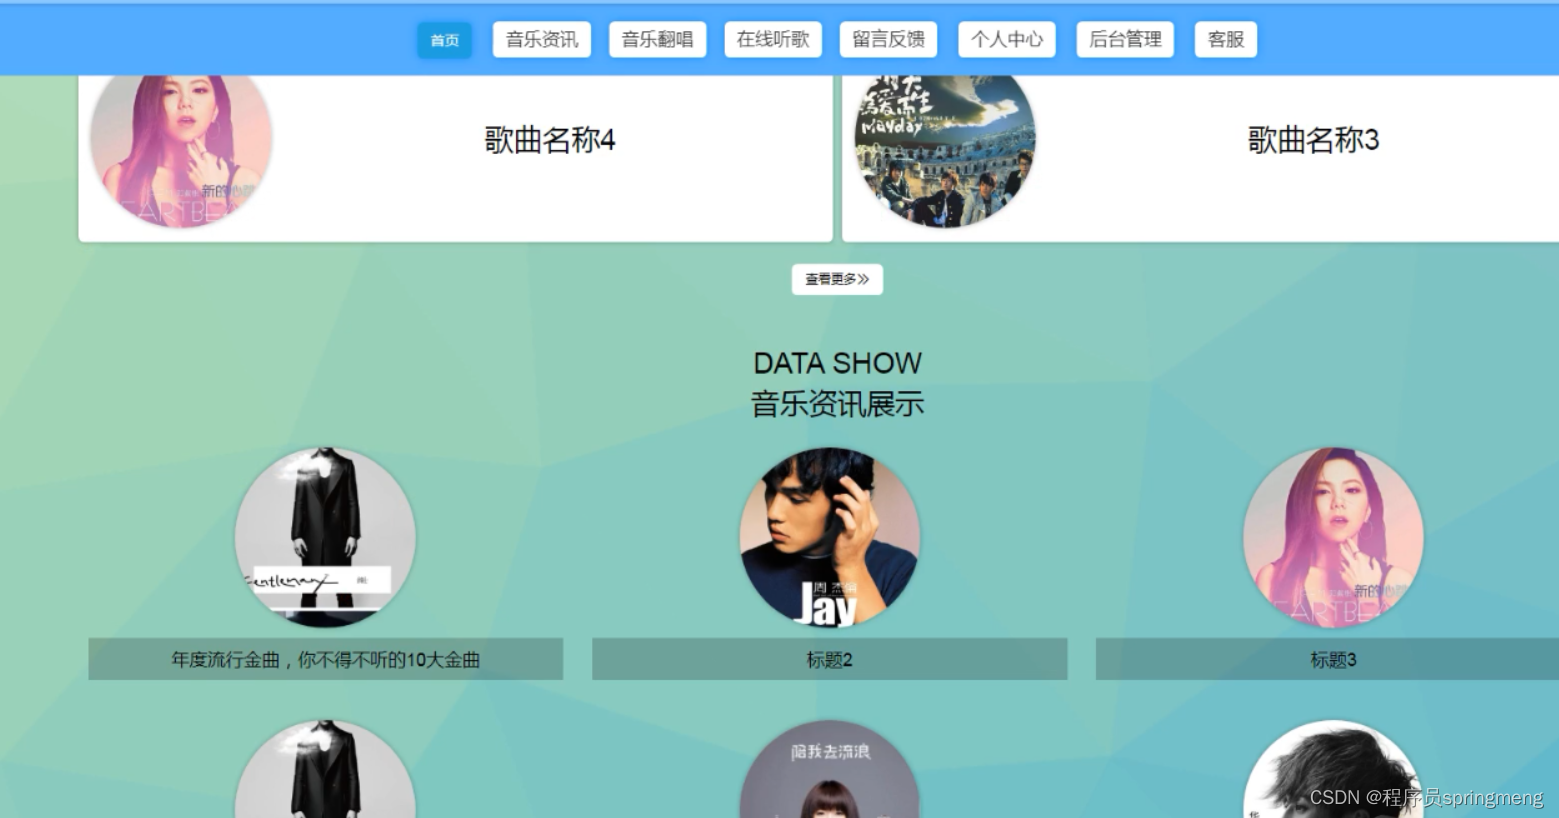 首页 音乐资讯 音乐翻唱 在线听歌 留言反馈 个人中心 后台管理 客服
歌曲名称4
歌曲名称3
為愛而生
Mayday
新的心跳
HEARTBEAT
查看更多»
DATA SHOW
音乐资讯展示
Gentleman
周杰倫
Jay
新的心跳
HEARTBEAT
年度流行金曲，你不得不听的10大金曲
标题2
标题3
陪我去流浪
CSDN @程序员springmeng